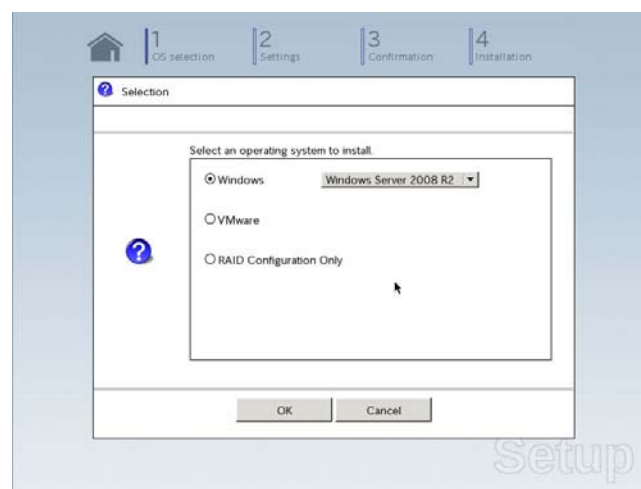 1 2 3 4
OS selection Settings Confirmation Installation
Selection
Select an operating system to install.
Windows Windows Server 2008 R2
VMware
RAID Configuration Only
OK Cancel
Setup